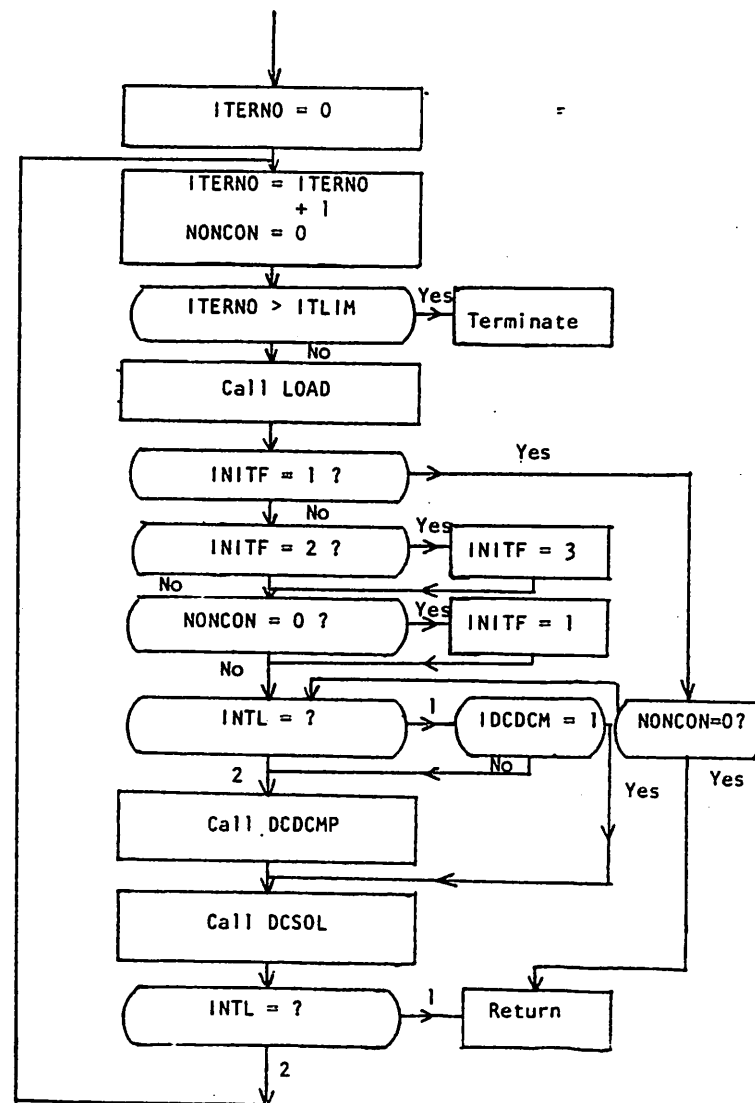 ITERNO = 0
=
ITERNO = ITERNO
+ 1
NONCON = 0
ITERNO > ITLIM
Yes
Terminate
No
Call LOAD
INITF = 1 ?
Yes
No
INITF = 2 ?
Yes
INITF = 3
No
NONCON = 0 ?
Yes
INITF = 1
No
INTL = ?
1
IDCDCM = 1
NONCON=0?
No
Yes
Yes
2
Call DCDCMP
Call DCSOL
INTL = ?
1
Return
2